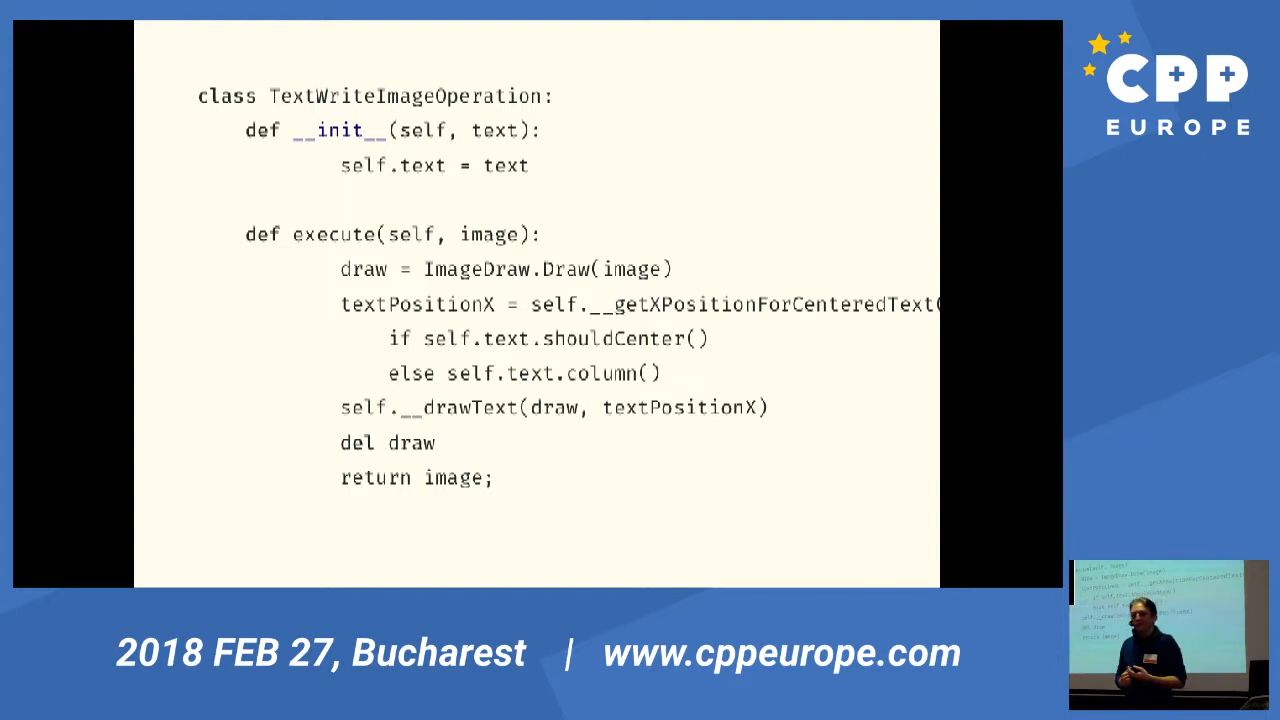 class TextWriteImageOperation:
def __init__(self, text):
self.text = text
def execute(self, image):
draw = ImageDraw.Draw(image)
textPositionX = self.__getXPositionForCenteredText(
if self.text.shouldCenter()
else self.text.column()
self.__drawText(draw, textPositionX)
del draw
return image;
CPP
EUROPE
2018 FEB 27, Bucharest | www.cppeurope.com